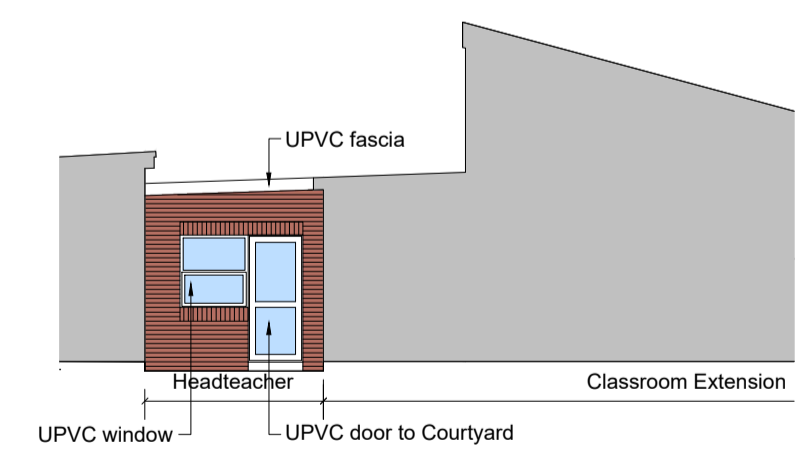 UPVC fascia
Headteacher
Classroom Extension
UPVC window
UPVC door to Courtyard